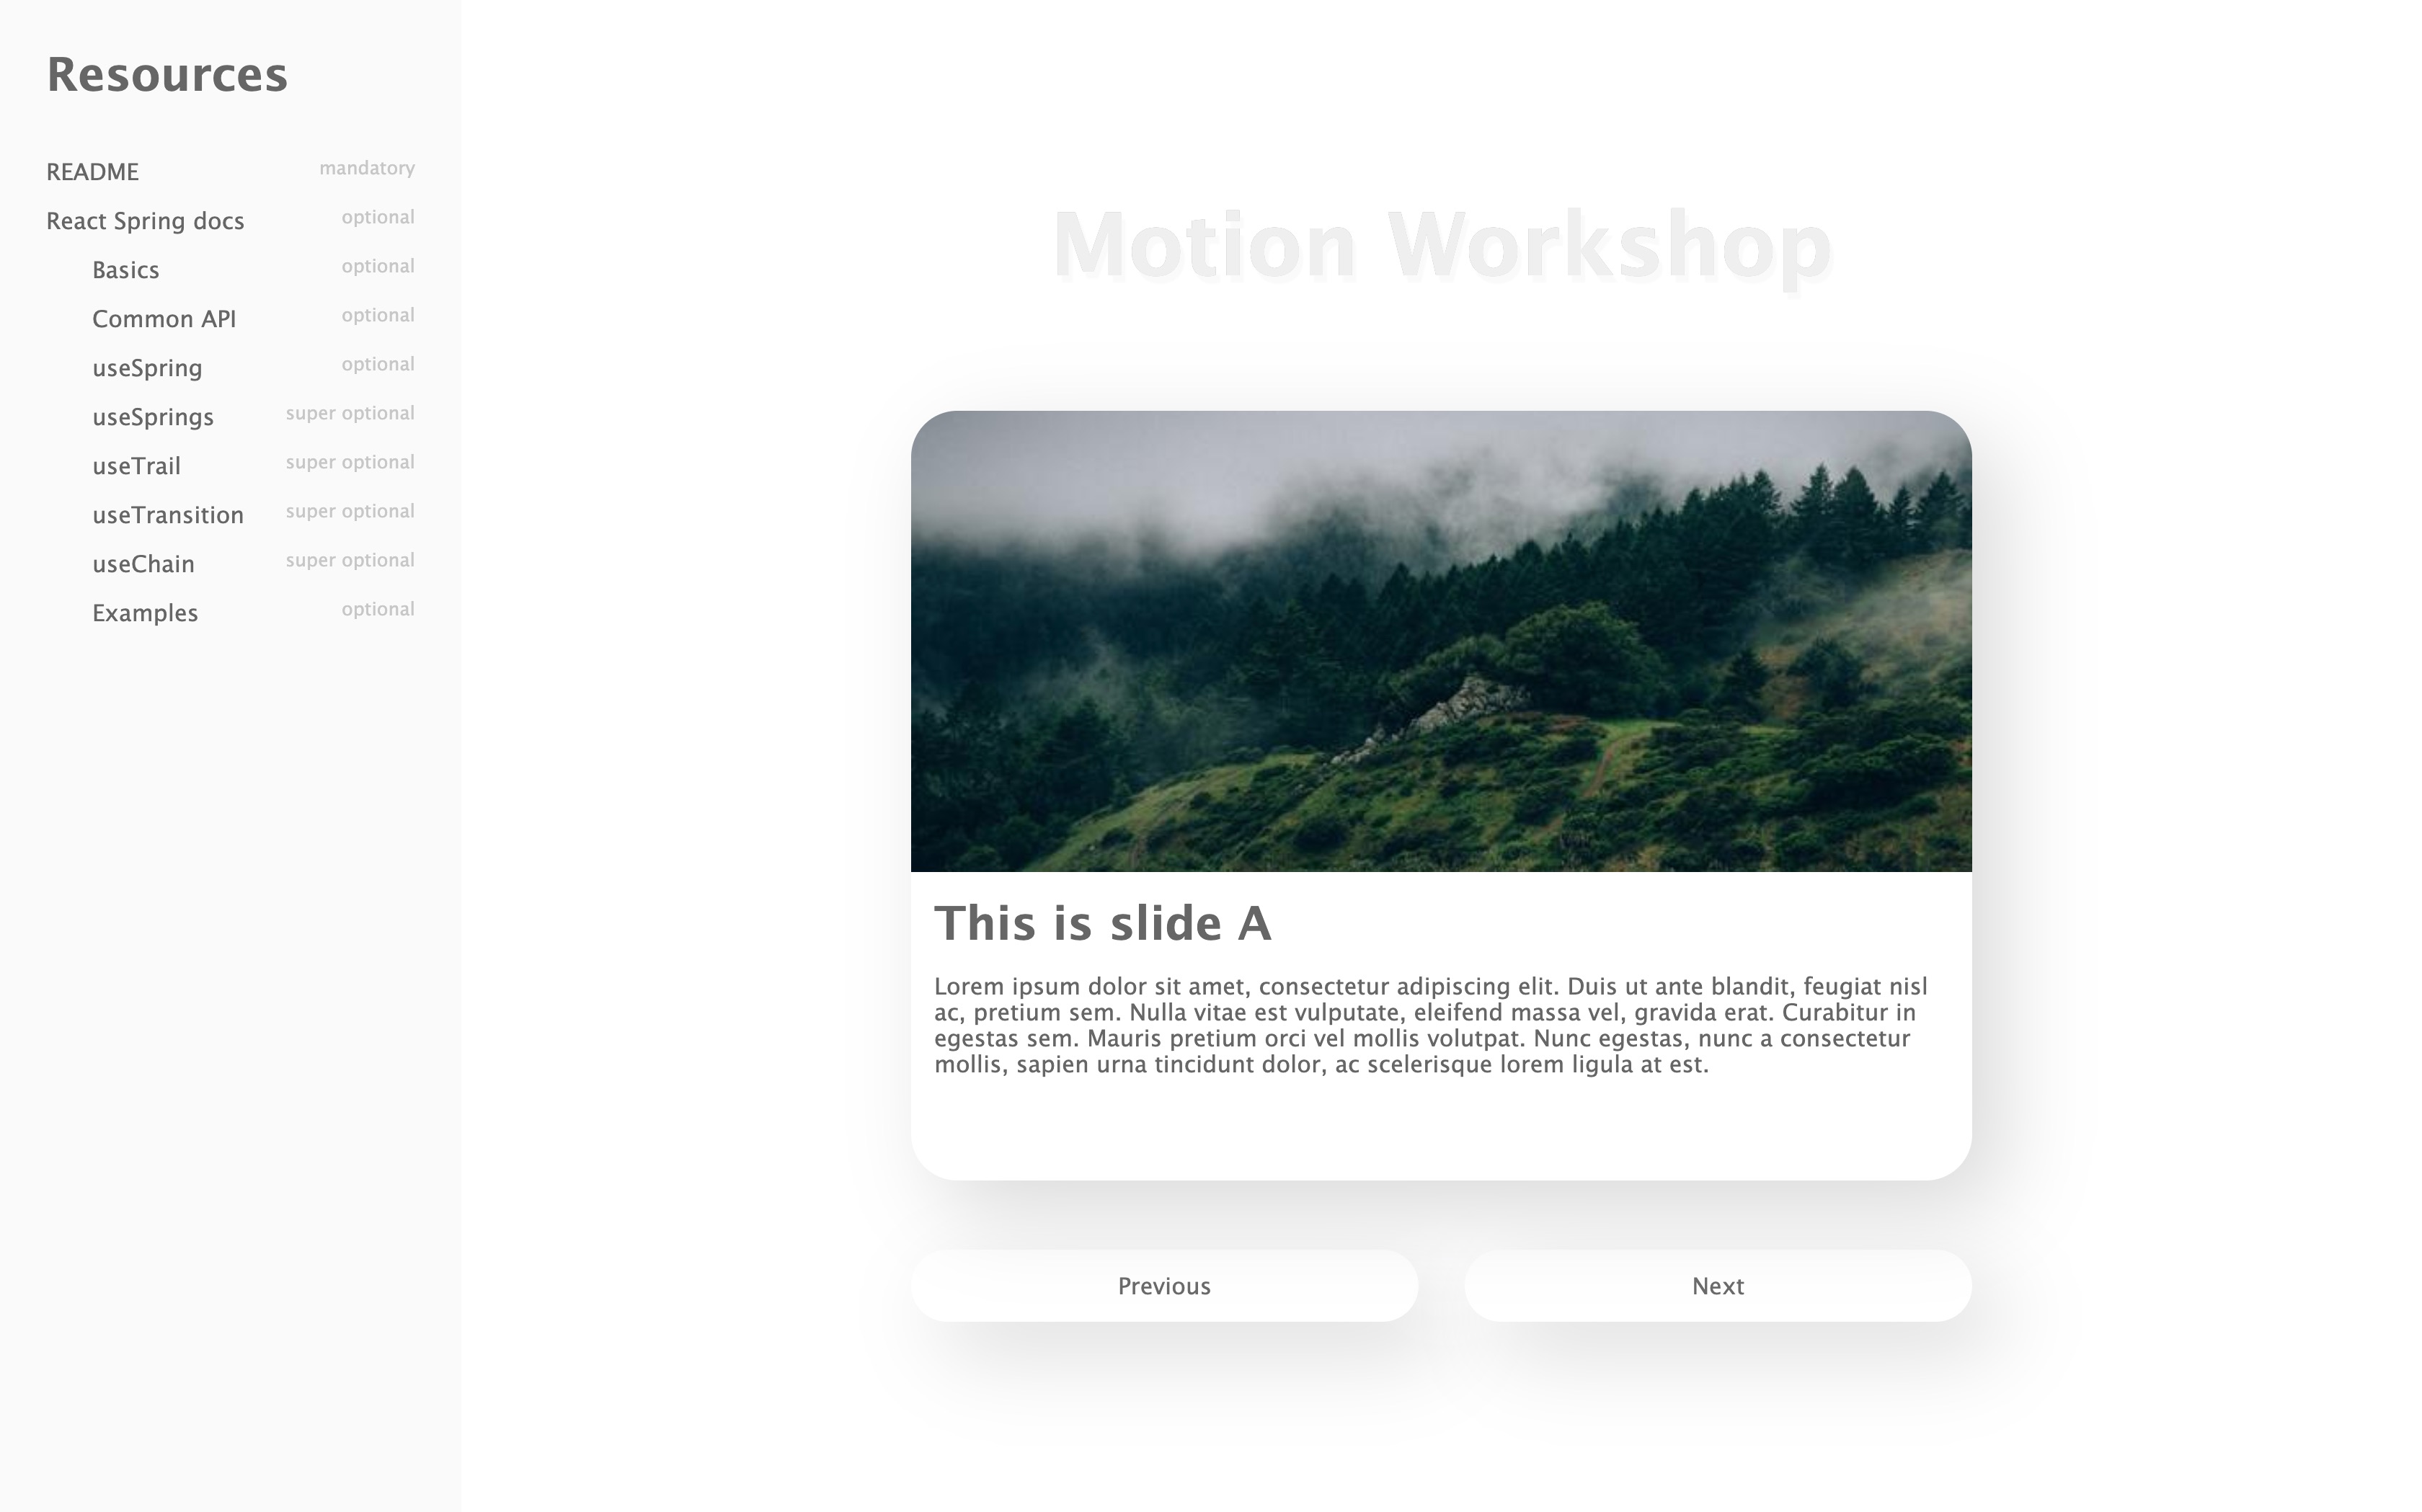 Resources
README mandatory
React Spring docs optional
Basics optional
Common API optional
useSpring optional
useSprings super optional
useTrail super optional
useTransition super optional
useChain super optional
Examples optional
Motion Workshop
This is slide A
Lorem ipsum dolor sit amet, consectetur adipiscing elit. Duis ut ante blandit, feugiat nisl
ac, pretium sem. Nulla vitae est vulputate, eleifend massa vel, gravida erat. Curabitur in
egestas sem. Mauris pretium orci vel mollis volutpat. Nunc egestas, nunc a consectetur
mollis, sapien urna tincidunt dolor, ac scelerisque lorem ligula at est.
Previous
Next